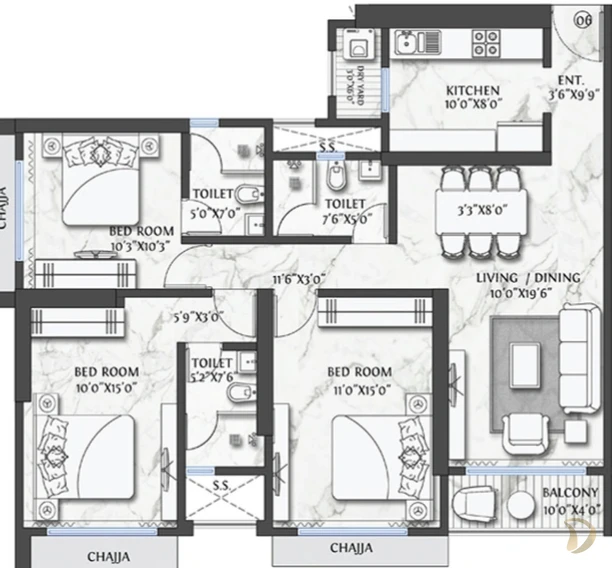 06
ENT.
3'6"X9'9"
KITCHEN
10'0"X8'0"
DRY YARD
3'0"X6'0"
S.S.
TOILET
5'0"X7'0"
TOILET
7'6"X5'0"
3'3"X8'0"
CHAJJA
BED ROOM
10'3"X10'3"
11'6"X3'0"
LIVING / DINING
10'0"X19'6"
5'9"X3'0"
BED ROOM
10'0"X15'0"
TOILET
5'2"X7'6"
BED ROOM
11'0"X15'0"
S.S.
BALCONY
10'0"X4'0"
CHAJJA
CHAJJA